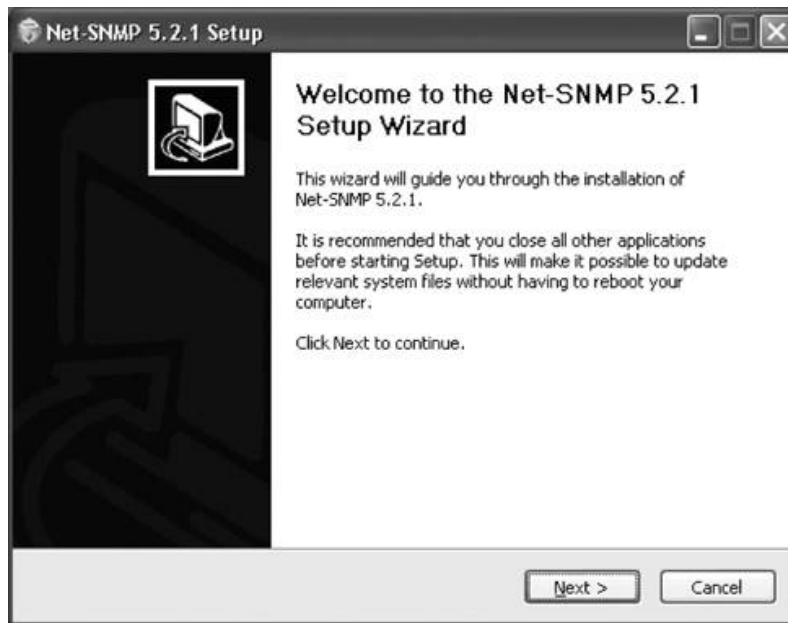 Net-SNMP 5.2.1 Setup
Welcome to the Net-SNMP 5.2.1
Setup Wizard
This wizard will guide you through the installation of
Net-SNMP 5.2.1.
It is recommended that you close all other applications
before starting Setup. This will make it possible to update
relevant system files without having to reboot your
computer.
Click Next to continue.
Next >
Cancel